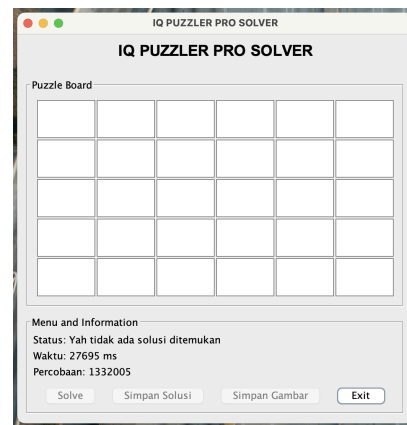 IQ PUZZLER PRO SOLVER
IQ PUZZLER PRO SOLVER
Puzzle Board
Menu and Information
Status: Yah tidak ada solusi ditemukan
Waktu: 27695 ms
Percobaan: 1332005
Solve Simpan Solusi Simpan Gambar Exit